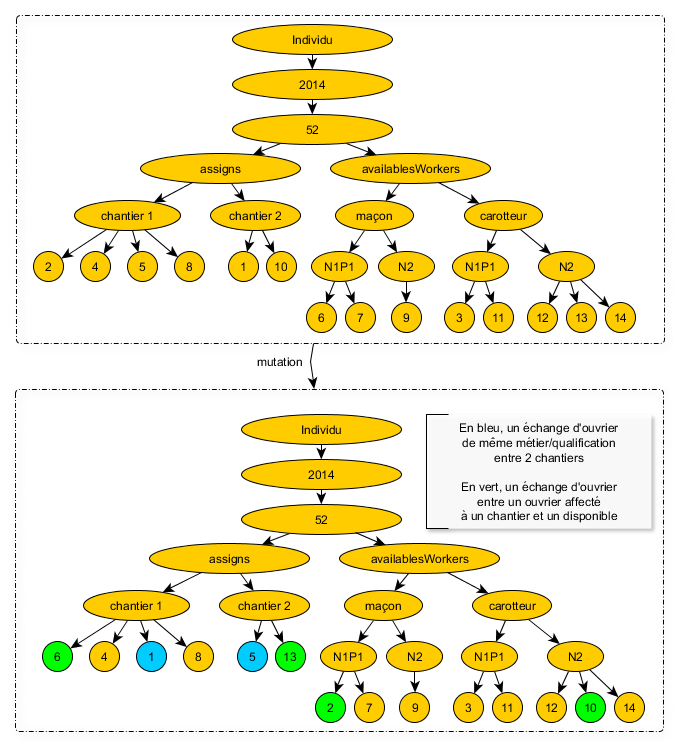 Individu
2014
52
assigns
availablesWorkers
chantier 1
chantier 2
maçon
carotteur
2
4
5
8
1
10
N1P1
N2
N1P1
N2
6
7
9
3
11
12
13
14
mutation
Individu
2014
52
En bleu, un échange d'ouvrier
de même métier/qualification
entre 2 chantiers
En vert, un échange d'ouvrier
entre un ouvrier affecté
à un chantier et un disponible
assigns
availablesWorkers
chantier 1
chantier 2
maçon
carotteur
6
4
1
8
5
13
N1P1
N2
N1P1
N2
2
7
9
3
11
12
10
14